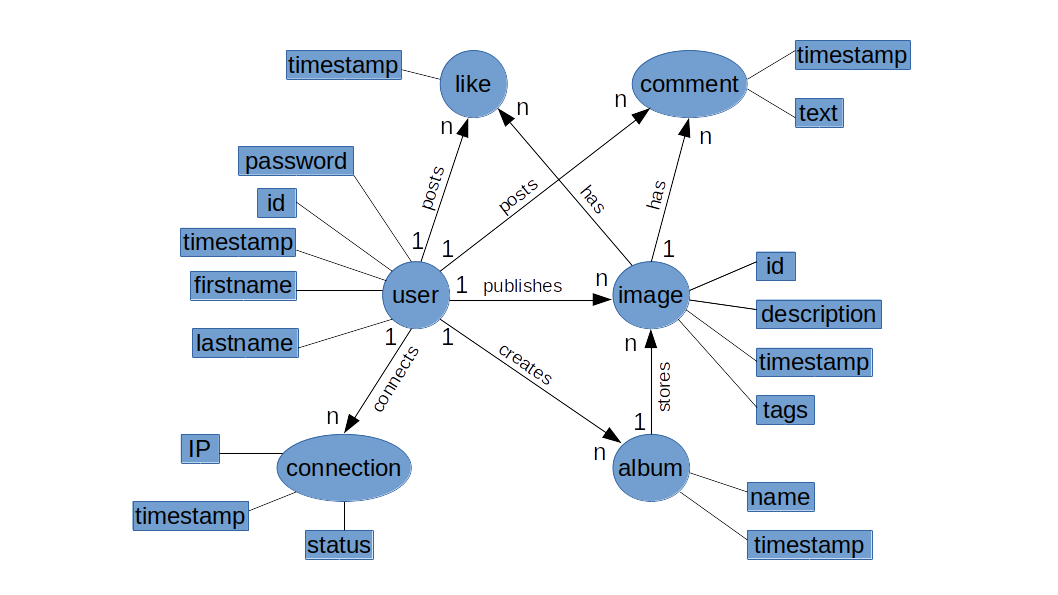 timestamp
like
comment
timestamp
text
n
n
n
n
password
id
timestamp
firstname
lastname
posts
posts
has
has
1
1
1
user
1
publishes
n
image
id
description
timestamp
tags
1
connects
n
1
creates
n
n
stores
1
IP
connection
timestamp
status
album
name
timestamp